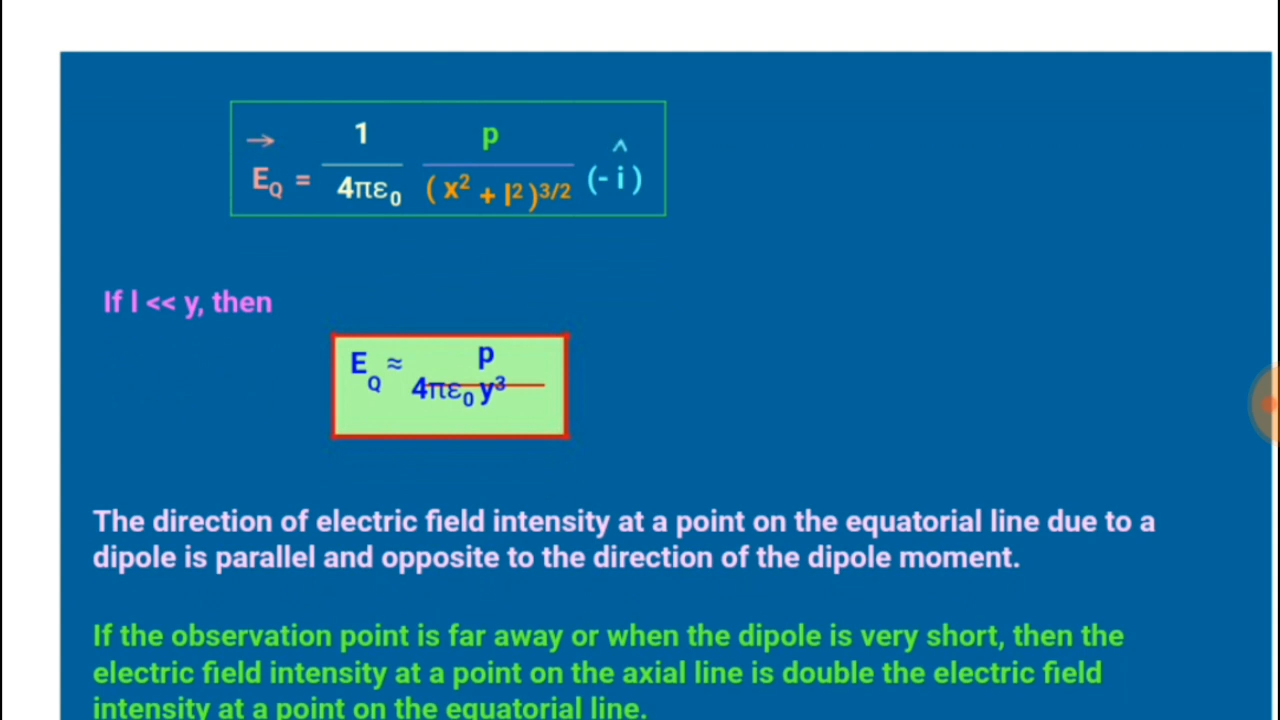 → 1 p ^
E_Q = ─── ─── (- i )
4πε₀ ( x² + l² )3/2
If l << y, then
E_Q ≈ p
4πε₀ y³
The direction of electric field intensity at a point on the equatorial line due to a
dipole is parallel and opposite to the direction of the dipole moment.
If the observation point is far away or when the dipole is very short, then the
electric field intensity at a point on the axial line is double the electric field
intensity at a point on the equatorial line.